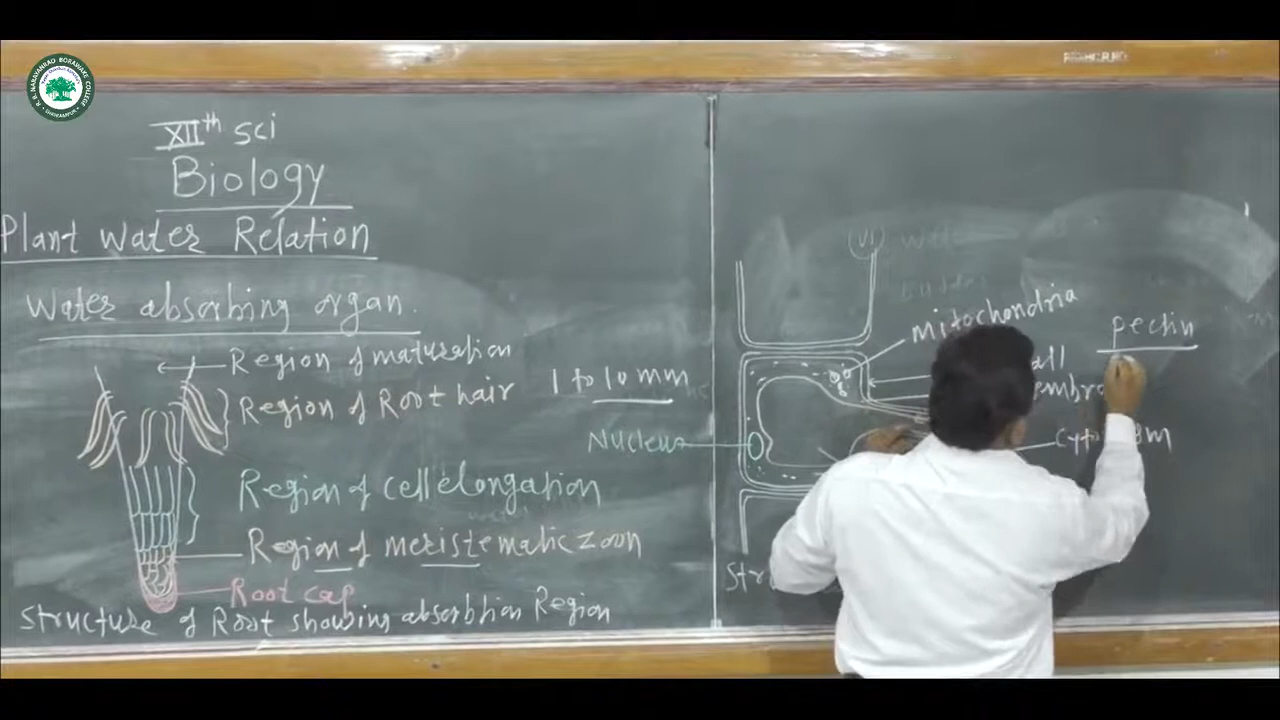 XIIth sci
Biology
Plant Water Relation
Water absorbing organ.
Region of maturation
Region of Root hair
Region of cell elongation
Region of meristematic zoon
Root cap
Structure of Root showing absorbtion Region
1 to 10 mm
Nucleus
Mitochondria
pectin